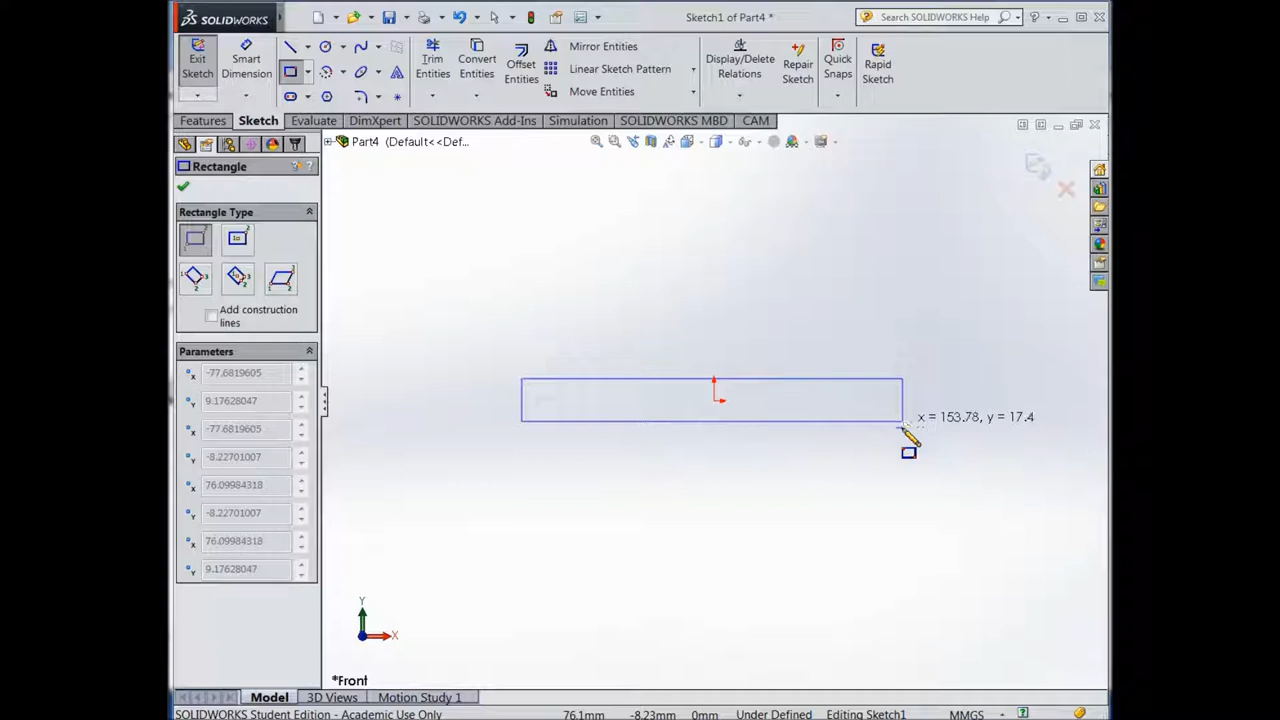 SOLIDWORKS
Sketch1 of Part4 *
Search SOLIDWORKS Help
Exit Sketch
Smart Dimension
Trim Entities
Convert Entities
Offset Entities
Mirror Entities
Linear Sketch Pattern
Move Entities
Display/Delete Relations
Repair Sketch
Quick Snaps
Rapid Sketch
Features
Sketch
Evaluate
DimXpert
SOLIDWORKS Add-Ins
Simulation
SOLIDWORKS MBD
CAM
Part4 (Default<<Def...
Rectangle
Rectangle Type
Add construction
lines
Parameters
-77.6819605
9.17628047
-77.6819605
-8.22701007
76.09984318
-8.22701007
76.09984318
9.17628047
x = 153.78, y = 17.4
Y
X
*Front
Model
3D Views
Motion Study 1
SOLIDWORKS Student Edition - Academic Use Only
76.1mm
-8.23mm
0mm
Under Defined
Editing Sketch1
MMGS